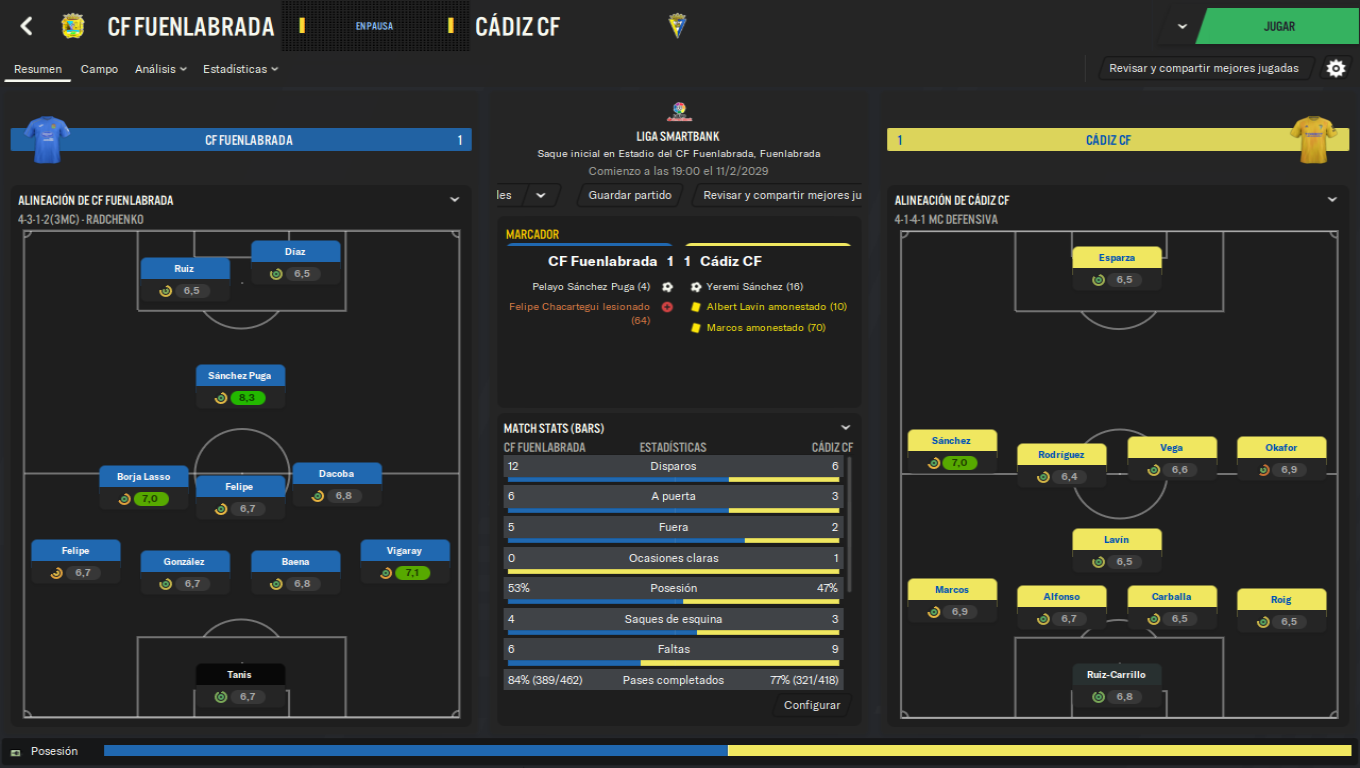 CF FUENLABRADA
EN PAUSA
CÁDIZ CF
JUGAR
Resumen
Campo
Análisis
Estadísticas
Revisar y compartir mejores jugadas
CF FUENLABRADA
1
LIGA SMARTBANK
Saque inicial en Estadio del CF Fuenlabrada, Fuenlabrada
Comienzo a las 19:00 el 11/2/2029
les
Guardar partido
Revisar y compartir mejores ju
1
CÁDIZ CF
ALINEACIÓN DE CF FUENLABRADA
4-3-1-2(3MC) - RADCHENKO
Díaz
6,5
Ruiz
6,5
Sánchez Puga
8,3
Dacoba
6,8
Borja Lasso
7,0
Felipe
6,7
Felipe
6,7
González
6,7
Baena
6,8
Vigaray
7,1
Tanis
6,7
MARCADOR
CF Fuenlabrada 1 1 Cádiz CF
Pelayo Sánchez Puga (4)
Yeremi Sánchez (16)
Felipe Chacartegui lesionado
(64)
Albert Lavín amonestado (10)
Marcos amonestado (70)
MATCH STATS (BARS)
CF FUENLABRADA ESTADÍSTICAS CÁDIZ CF
12 Disparos 6
6 A puerta 3
5 Fuera 2
0 Ocasiones claras 1
53% Posesión 47%
4 Saques de esquina 3
6 Faltas 9
84% (389/462) Pases completados 77% (321/418)
Configurar
ALINEACIÓN DE CÁDIZ CF
4-1-4-1 MC DEFENSIVA
Esparza
6,5
Sánchez
7,0
Rodríguez
6,4
Vega
6,6
Okafor
6,9
Lavín
6,5
Marcos
6,9
Alfonso
6,7
Carballa
6,5
Roig
6,5
Ruiz-Carrillo
6,8
Posesión